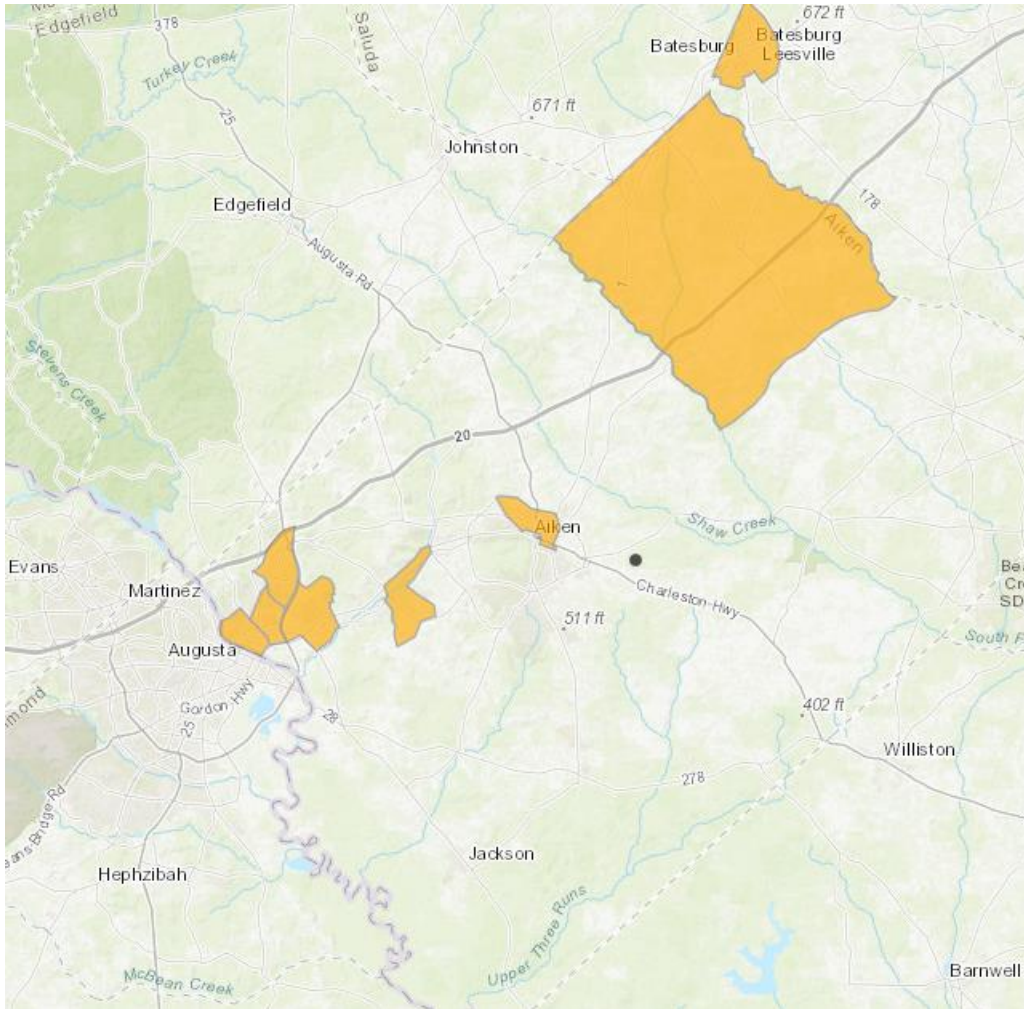 Edgefield
378
Saluda
672 ft
Batesburg
Batesburg
Leesville
Turkey Creek
25
671 ft
Johnston
178
Edgefield
Aiken
Augusta Rd
1
Stevens Creek
20
Aiken
Shaw Creek
Evans
Martinez
Charleston Hwy
511 ft
Augusta
South F
Gordon Hwy
25
28
402 ft
Williston
278
Jackson
Hephzibah
Upper Three Runs
McBean Creek
Barnwell